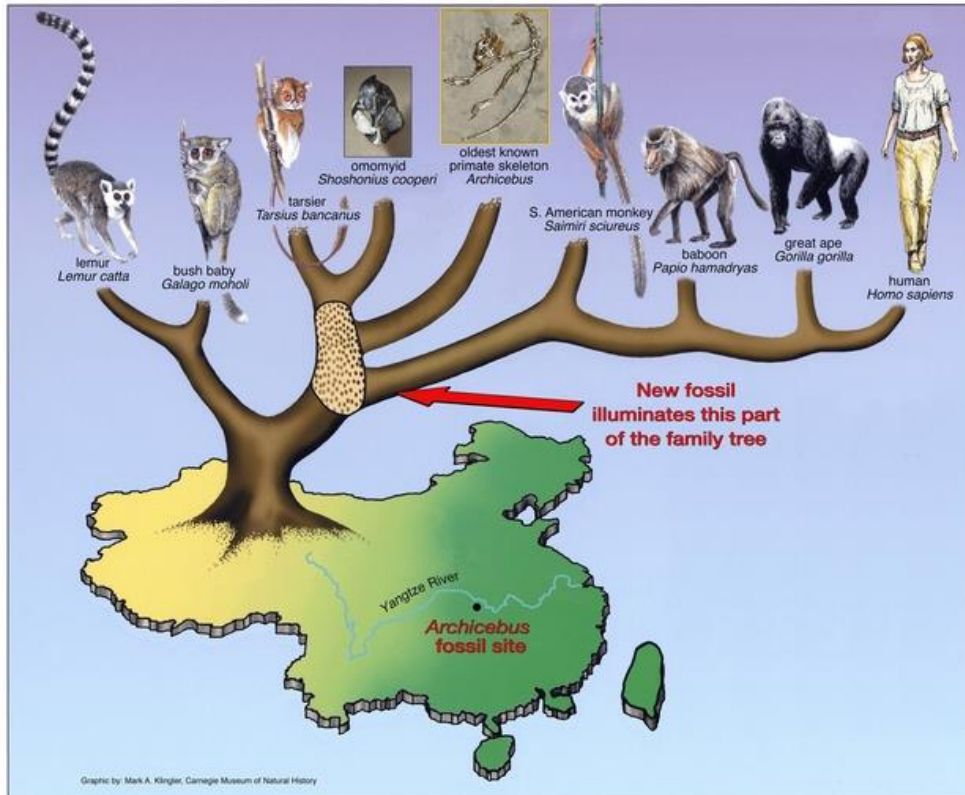 lemur
Lemur catta
bush baby
Galago moholi
tarsier
Tarsius bancanus
omomyid
Shoshonius cooperi
oldest known
primate skeleton
Archicebus
S. American monkey
Saimiri sciureus
baboon
Papio hamadryas
great ape
Gorilla gorilla
human
Homo sapiens
New fossil
illuminates this part
of the family tree
Yangtze River
Archicebus
fossil site
Graphic by: Mark A. Klingler, Carnegie Museum of Natural History